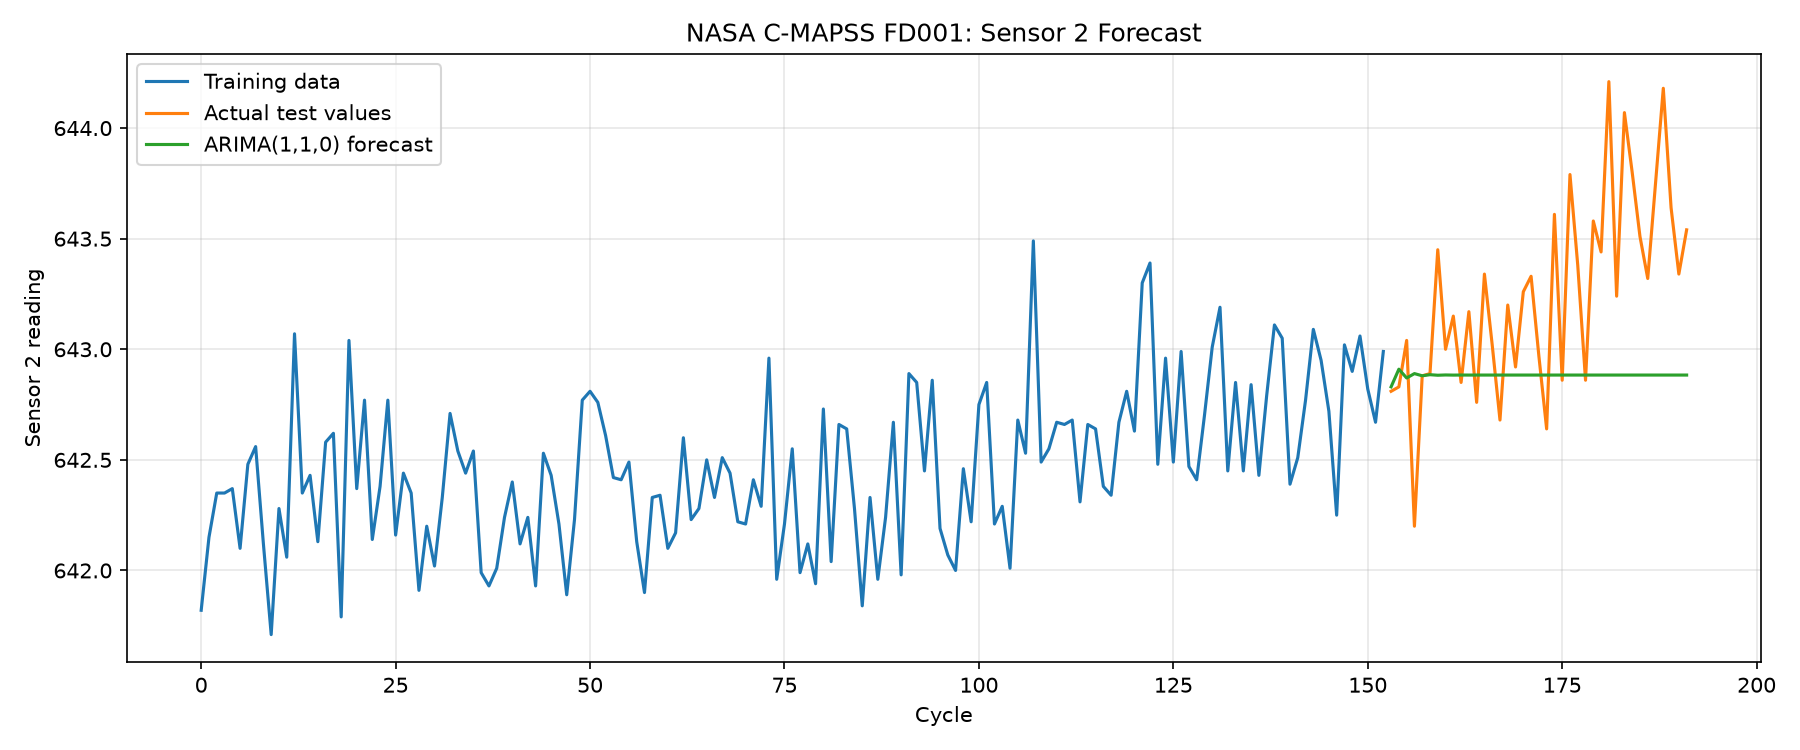 NASA C-MAPSS FD001: Sensor 2 Forecast
Training data
Actual test values
ARIMA(1,1,0) forecast
644.0
643.5
643.0
642.5
642.0
Sensor 2 reading
0 25 50 75 100 125 150 175 200
Cycle